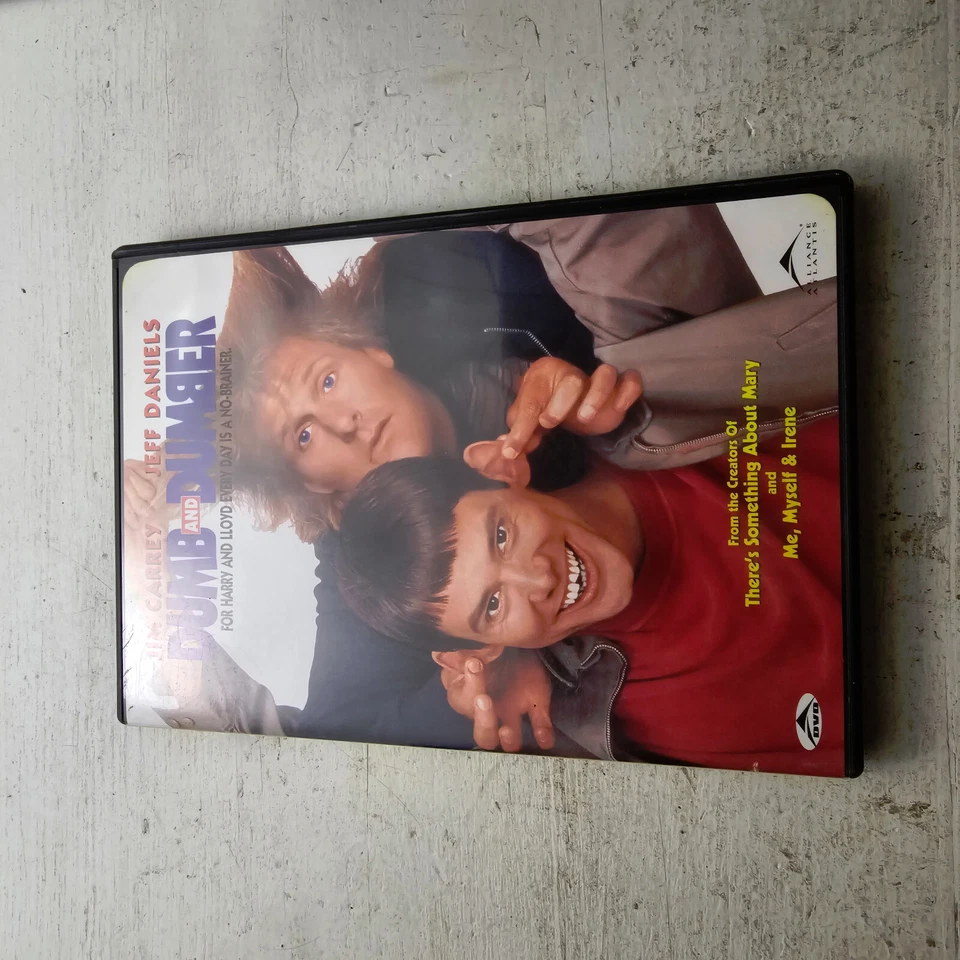 JIM CARREY JEFF DANIELS
DUMB AND DUMBER
FOR HARRY AND LLOYD EVERY DAY IS A NO-BRAINER.
From the Creators Of
There's Something About Mary
and
Me, Myself & Irene
DVD
ALLIANCE
ATLANTIS